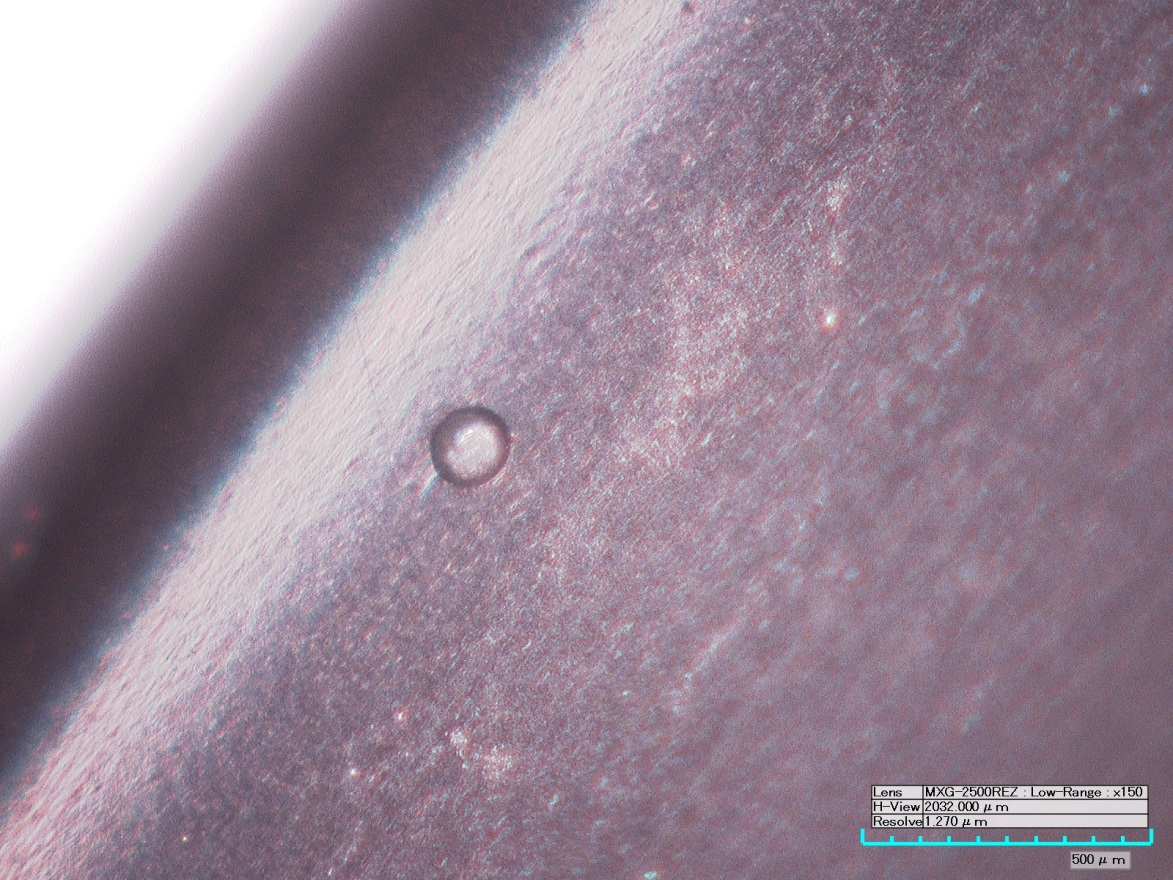 Lens MXG-2500REZ : Low-Range : x150
H-View 2032.000 μm
Resolve 1.270 μm
500 μm